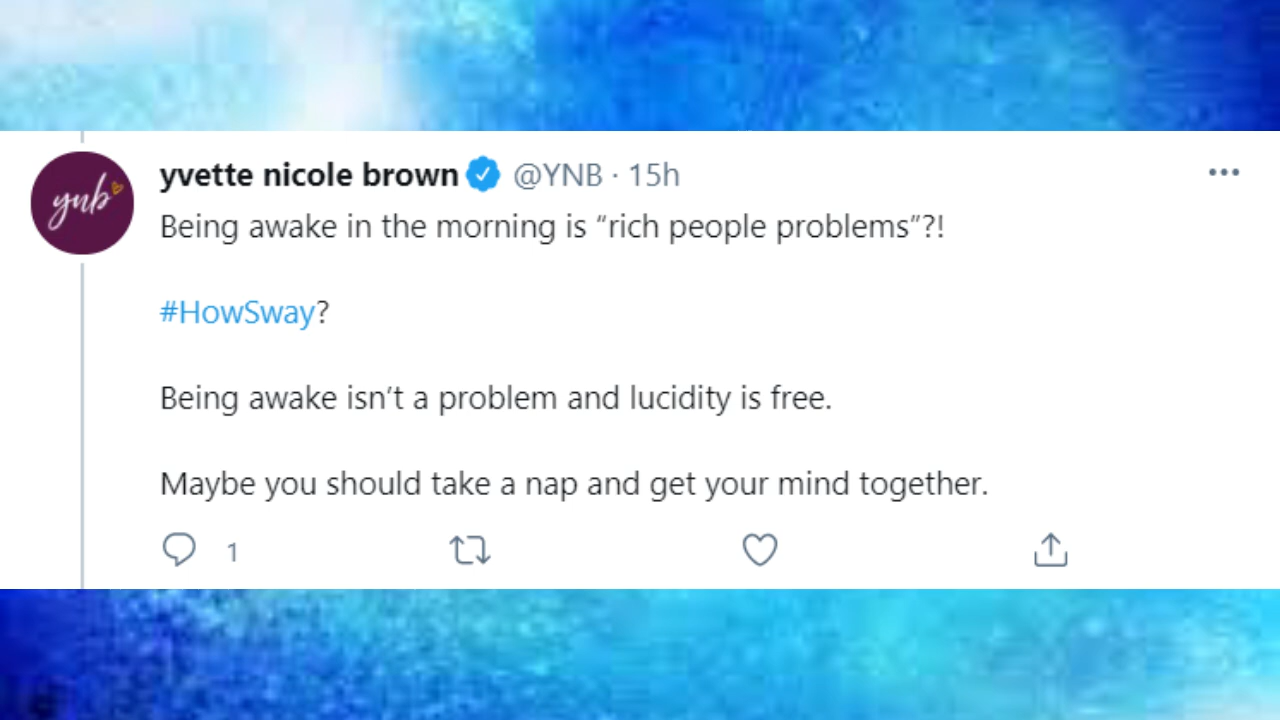 ynb
yvette nicole brown @YNB · 15h
Being awake in the morning is “rich people problems”?!
#HowSway?
Being awake isn’t a problem and lucidity is free.
Maybe you should take a nap and get your mind together.
1